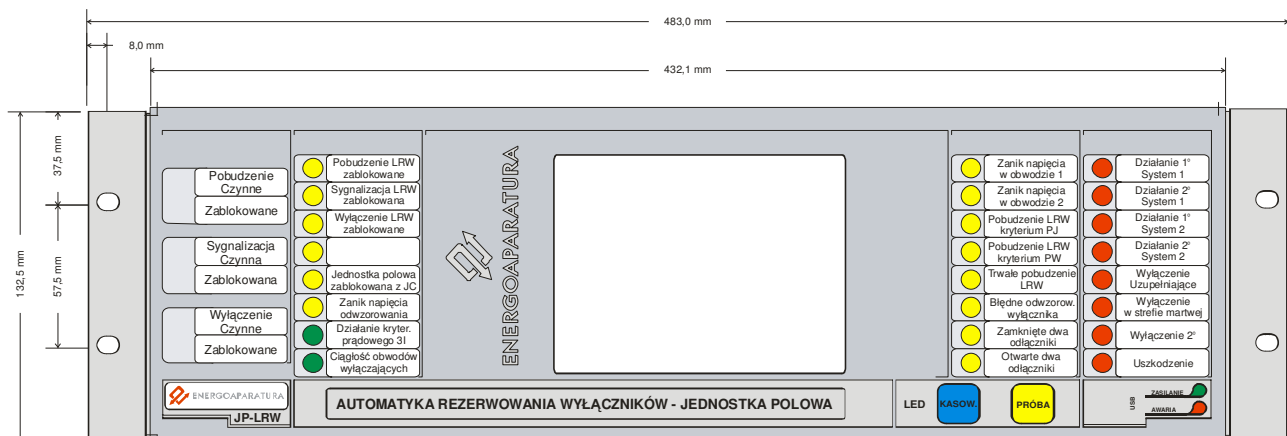 483,0 mm
8,0 mm
432,1 mm
37,5 mm
57,5 mm
132,5 mm
Pobudzenie
Czynne
Zablokowane
Sygnalizacja
Czynna
Zablokowana
Wyłączenie
Czynne
Zablokowane
Pobudzenie LRW
zablokowane
Sygnalizacja LRW
zablokowana
Wyłączenie LRW
zablokowane
Jednostka polowa
zablokowana z JC
Zanik napięcia
odwzorowania
Działanie kryter.
prądowego 3I
Ciągłość obwodów
wyłączających
ENERGOAPARATURA
Zanik napięcia
w obwodzie 1
Zanik napięcia
w obwodzie 2
Pobudzenie LRW
kryterium PJ
Pobudzenie LRW
kryterium PW
Trwałe pobudzenie
LRW
Błędne odwzorow.
wyłącznika
Zamknięte dwa
odłączniki
Otwarte dwa
odłączniki
Działanie 1°
System 1
Działanie 2°
System 1
Działanie 1°
System 2
Działanie 2°
System 2
Wyłączenie
Uzupełniające
Wyłączenie
w strefie martwej
Wyłączenie 2°
Uszkodzenie
ENERGOAPARATURA
JP-LRW
AUTOMATYKA REZERWOWANIA WYŁĄCZNIKÓW - JEDNOSTKA POLOWA
LED
KASOW.
PRÓBA
USB
ZASILANIE
AWARIA